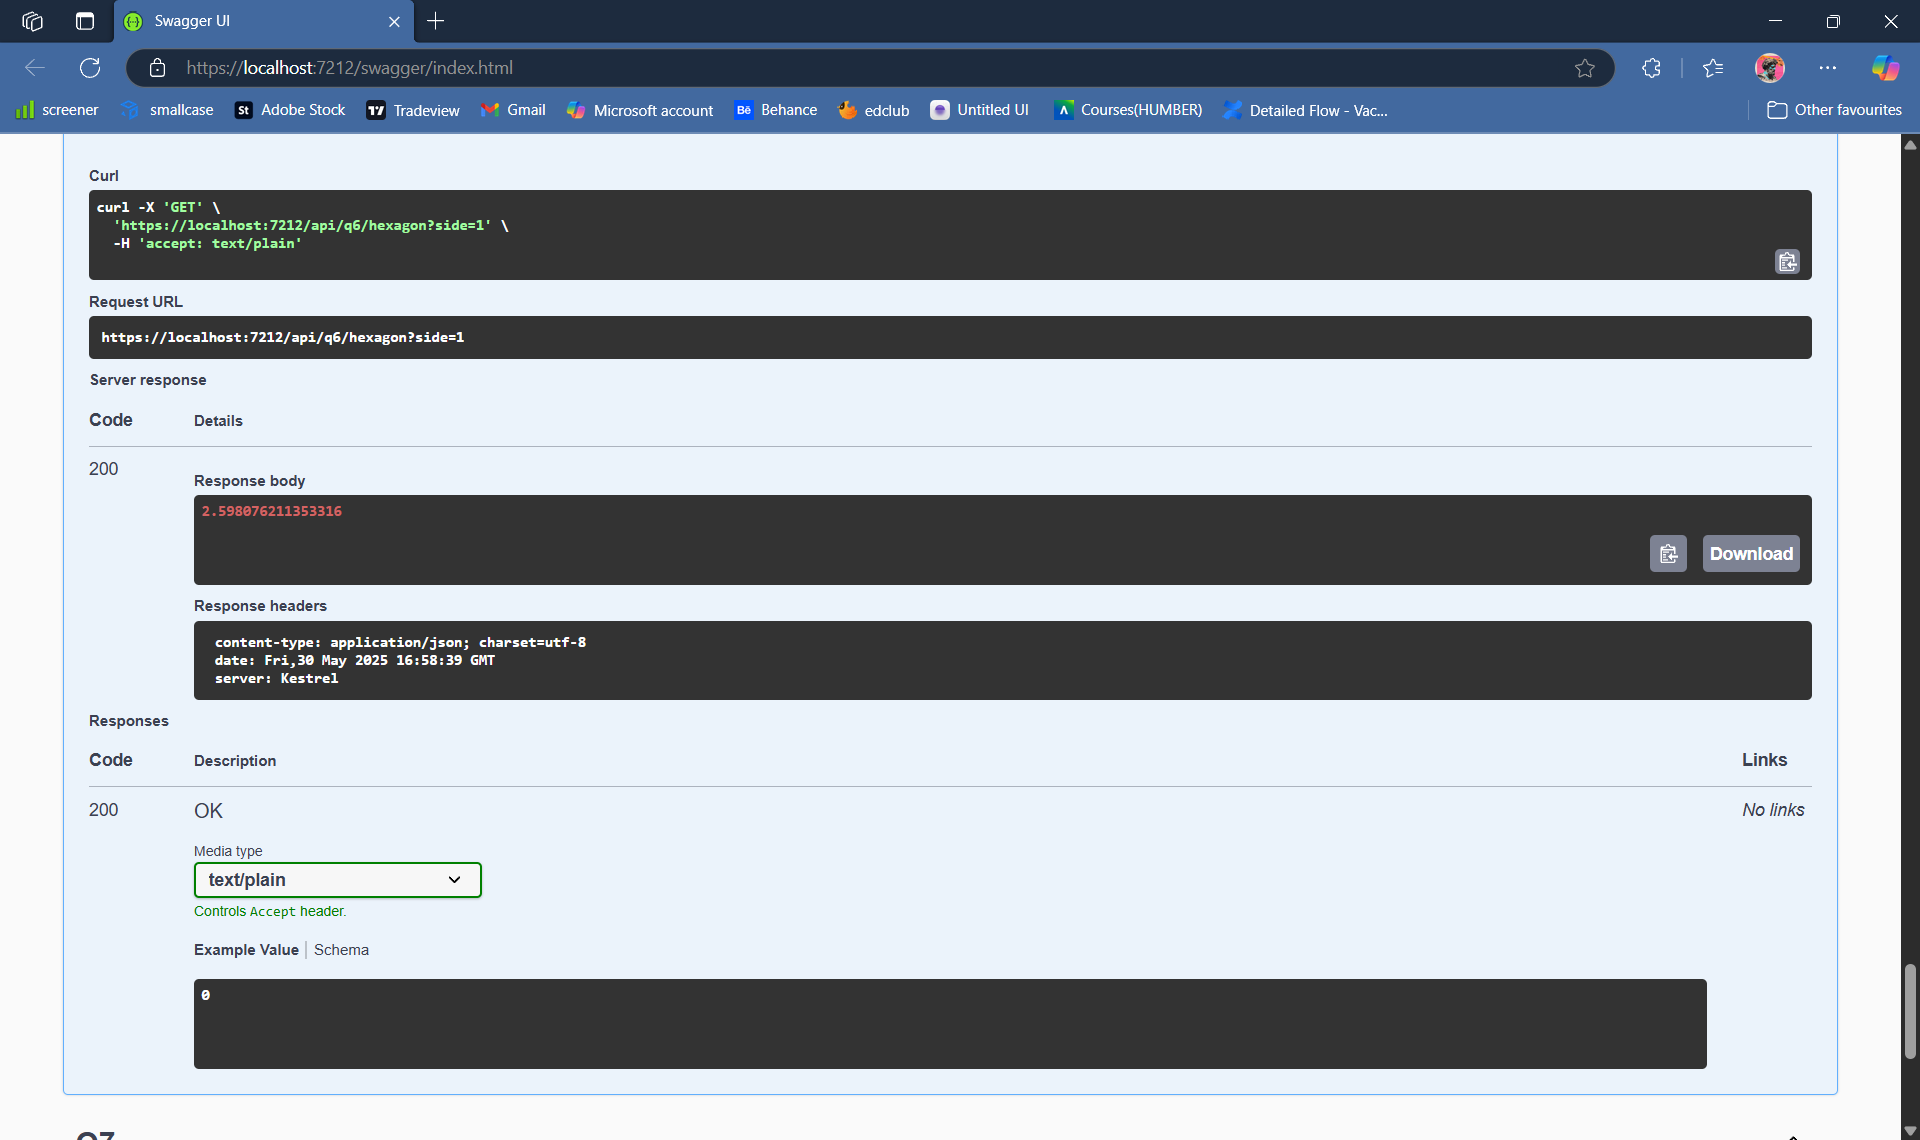 Swagger UI
https://localhost:7212/swagger/index.html
screener
smallcase
St Adobe Stock
Tradeview
Gmail
Microsoft account
Bē Behance
edclub
Untitled UI
Courses(HUMBER)
Detailed Flow - Vac...
Other favourites
Curl
curl -X 'GET' \
'https://localhost:7212/api/q6/hexagon?side=1' \
-H 'accept: text/plain'
Request URL
https://localhost:7212/api/q6/hexagon?side=1
Server response
Code Details
200
Response body
2.598076211353316
Download
Response headers
content-type: application/json; charset=utf-8
date: Fri,30 May 2025 16:58:39 GMT
server: Kestrel
Responses
Code Description Links
200 OK No links
Media type
text/plain
Controls Accept header.
Example Value Schema
0